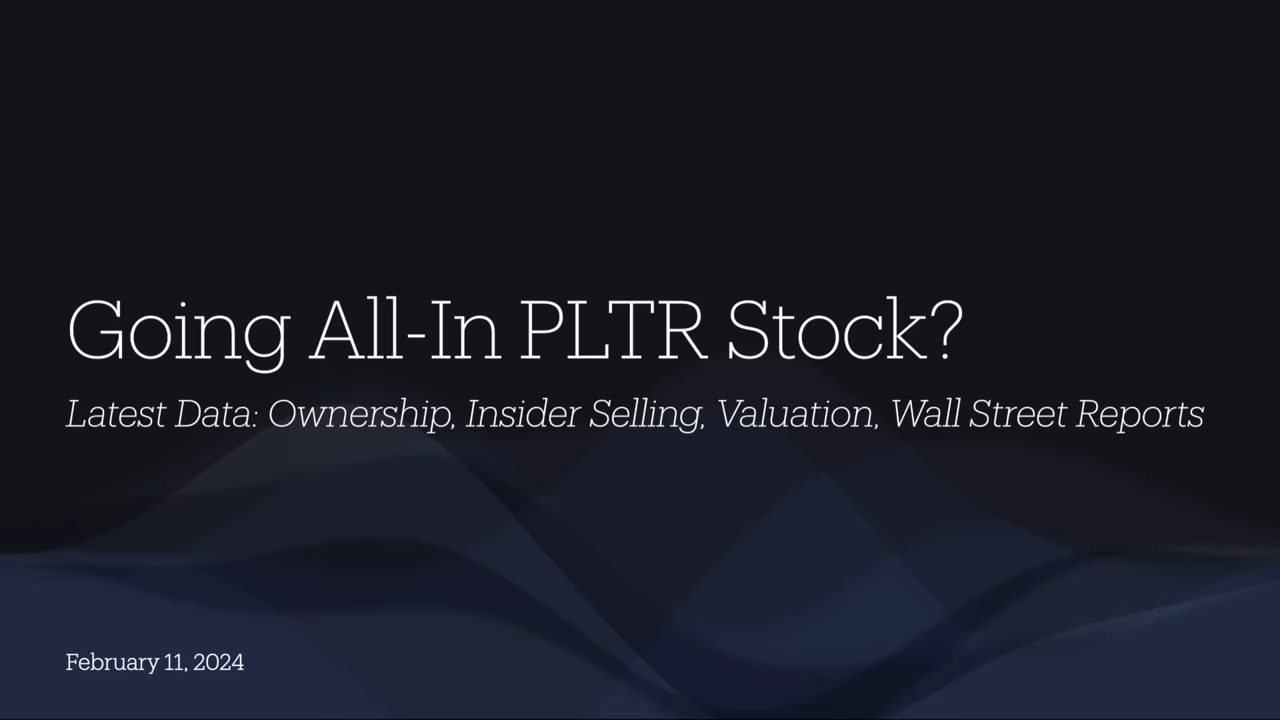 Going All-In PLTR Stock?
Latest Data: Ownership, Insider Selling, Valuation, Wall Street Reports
February 11, 2024